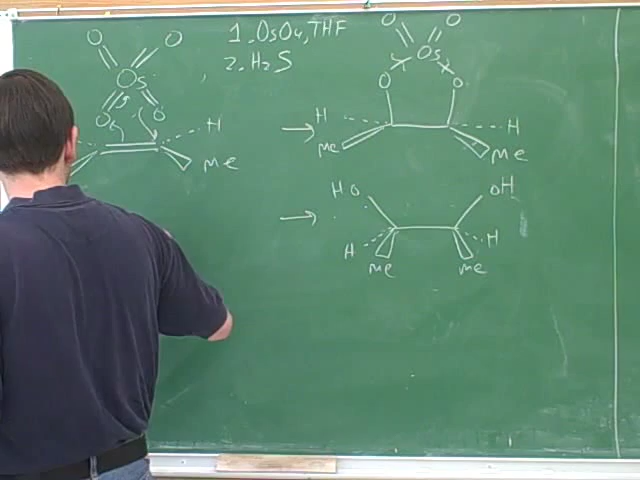 O O 1. OsO4, THF O O
2. H2S
Os Os
O O O O
H H H
Me Me Me
HO OH
H H
Me Me